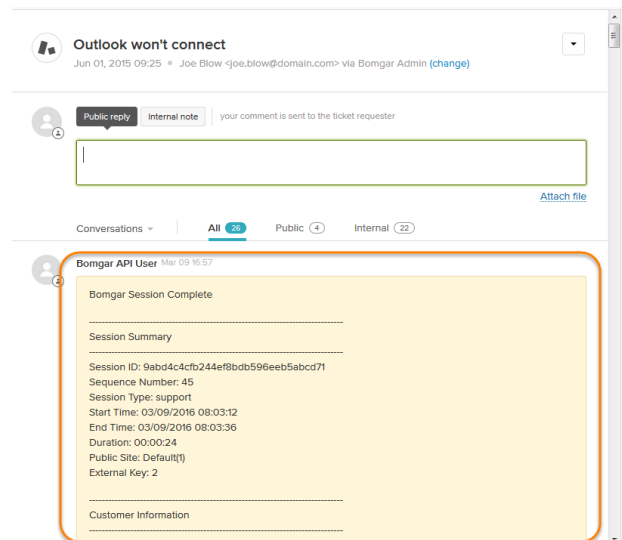 Outlook won't connect
Jun 01, 2015 09:25 Joe Blow <joe.blow@domain.com> via Bomgar Admin (change)
Public reply Internal note your comment is sent to the ticket requester
Attach file
Conversations All 26 Public 4 Internal 22
Bomgar API User Mar 09 16:57
Bomgar Session Complete
--------------------------------------------------------------------------------
Session Summary
--------------------------------------------------------------------------------
Session ID: 9abd4c4cfb244ef8bdb596eeb5abcd71
Sequence Number: 45
Session Type: support
Start Time: 03/09/2016 08:03:12
End Time: 03/09/2016 08:03:36
Duration: 00:00:24
Public Site: Default(1)
External Key: 2
--------------------------------------------------------------------------------
Customer Information
--------------------------------------------------------------------------------